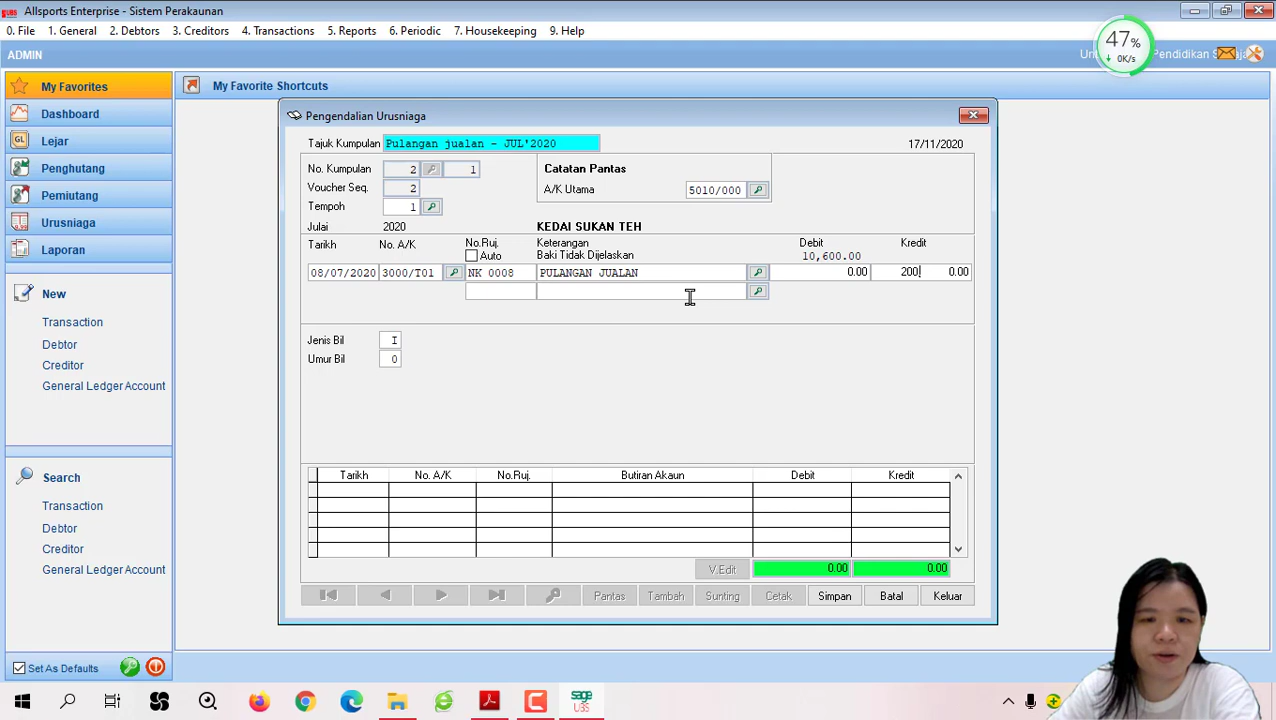 Allsports Enterprise - Sistem Perakaunan
0. File 1. General 2. Debtors 3. Creditors 4. Transactions 5. Reports 6. Periodic 7. Housekeeping 9. Help
ADMIN
Pendidikan
47%
↓ 0K/s
My Favorites
My Favorite Shortcuts
Dashboard
GL Lejar
Penghutang
Pemiutang
Urusniaga
Laporan
New
Transaction
Debtor
Creditor
General Ledger Account
Search
Transaction
Debtor
Creditor
General Ledger Account
Set As Defaults
Pengendalian Urusniaga
Tajuk Kumpulan Pulangan jualan - JUL'2020 17/11/2020
No. Kumpulan 2 1 Catatan Pantas
Voucher Seq. 2 A/K Utama 5010/000
Tempoh 1
Julai 2020 KEDAI SUKAN TEH
Tarikh No. A/K No.Ruj. Keterangan Debit Kredit
Auto Baki Tidak Dijelaskan 10,600.00
08/07/2020 3000/T01 NK 0008 PULANGAN JUALAN 0.00 200 0.00
Jenis Bil I
Umur Bil 0
Tarikh No. A/K No.Ruj. Butiran Akaun Debit Kredit
V.Edit 0.00 0.00
Pantas Tambah Sunting Cetak Simpan Batal Keluar
sage
UBS